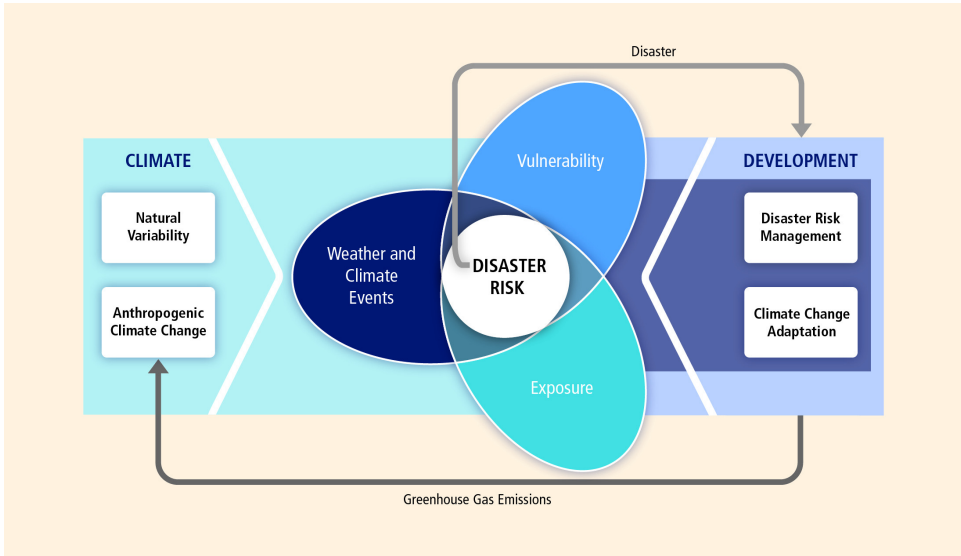 Disaster
CLIMATE
Natural
Variability
Anthropogenic
Climate Change
Weather and
Climate
Events
Vulnerability
DISASTER
RISK
Exposure
DEVELOPMENT
Disaster Risk
Management
Climate Change
Adaptation
Greenhouse Gas Emissions